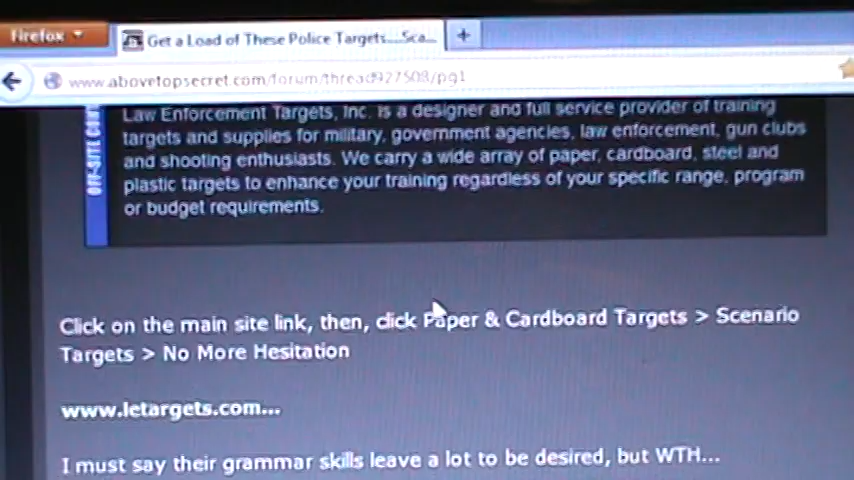 Firefox
Get a Load of These Police Targets....Sca...
www.abovetopsecret.com/forum/thread927508/pg1
Law Enforcement Targets, Inc. is a designer and full service provider of training
targets and supplies for military, government agencies, law enforcement, gun clubs
and shooting enthusiasts. We carry a wide array of paper, cardboard, steel and
plastic targets to enhance your training regardless of your specific range, program
or budget requirements.
Click on the main site link, then, click Paper & Cardboard Targets > Scenario
Targets > No More Hesitation
www.letargets.com...
I must say their grammar skills leave a lot to be desired, but WTH...